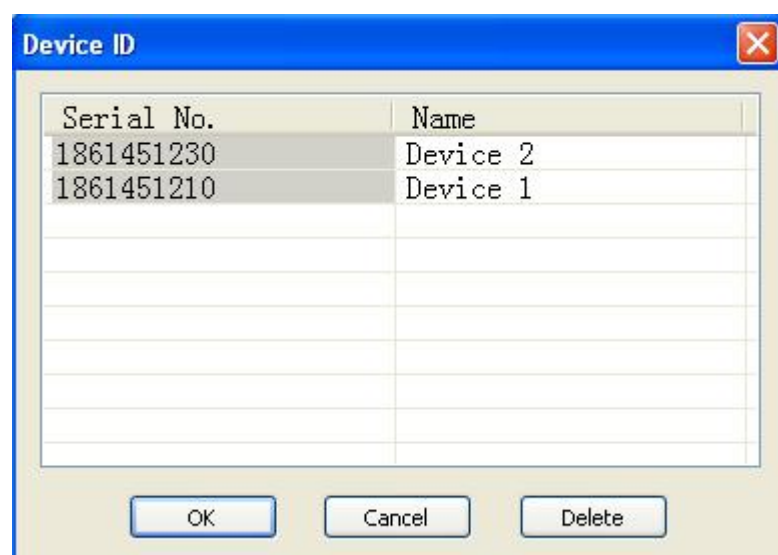 Device ID
Serial No. Name
1861451230 Device 2
1861451210 Device 1
OK Cancel Delete